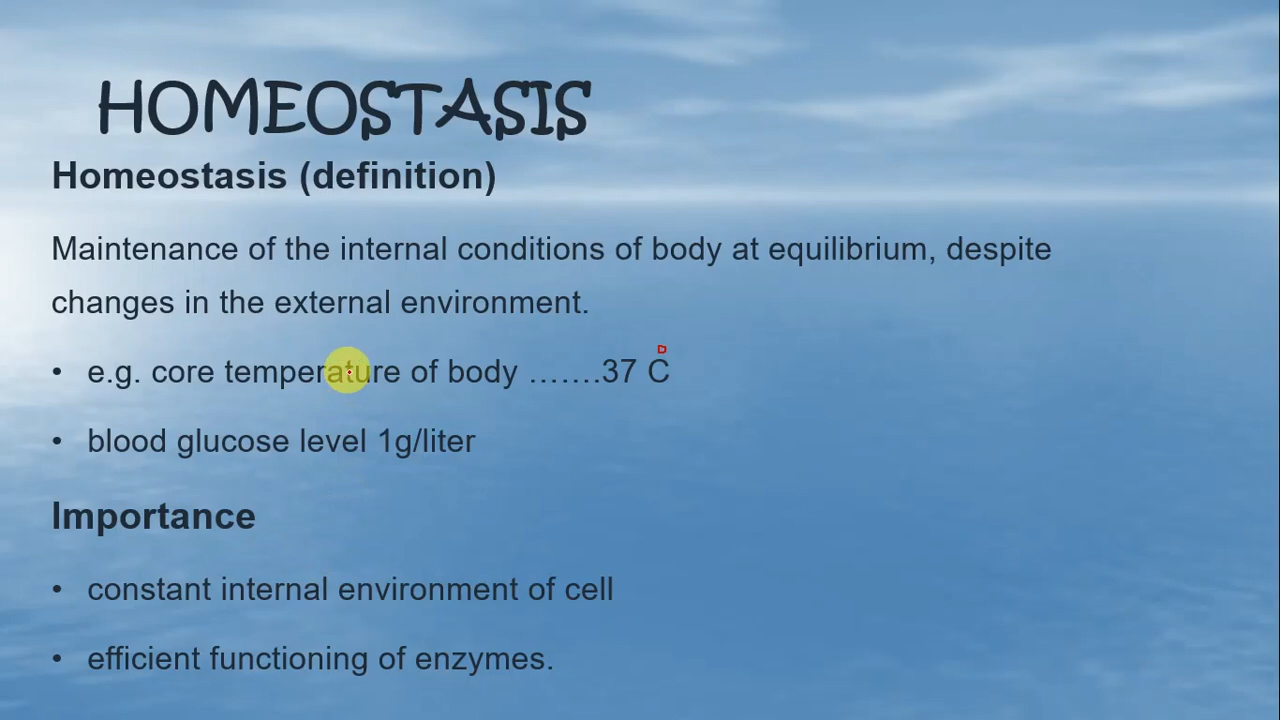 HOMEOSTASIS
Homeostasis (definition)
Maintenance of the internal conditions of body at equilibrium, despite
changes in the external environment.
• e.g. core temperature of body …….37 C
• blood glucose level 1g/liter
Importance
• constant internal environment of cell
• efficient functioning of enzymes.